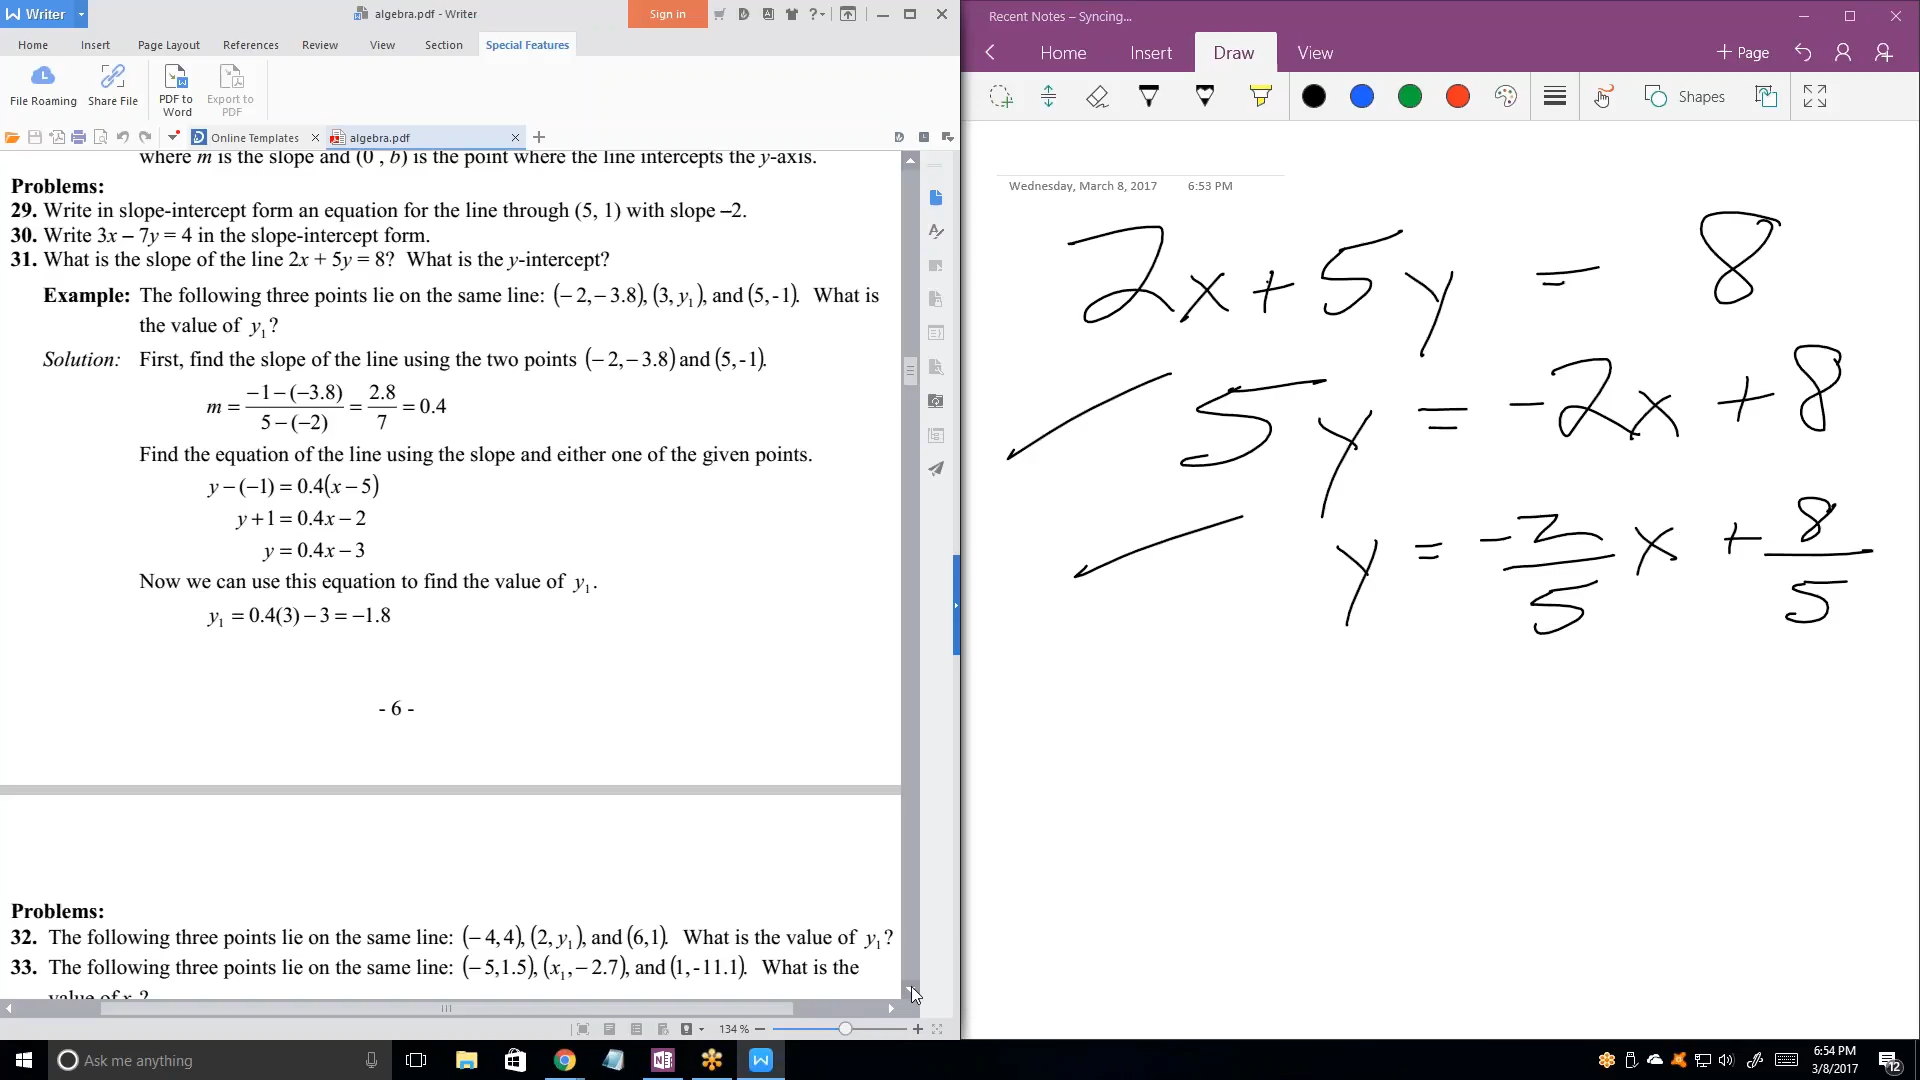 Writer
algebra.pdf - Writer
Sign in
Home Insert Page Layout References Review View Section Special Features
File Roaming Share File PDF to Word Export to PDF
Online Templates algebra.pdf
where m is the slope and (0 , b) is the point where the line intercepts the y-axis.
Problems:
29. Write in slope-intercept form an equation for the line through (5, 1) with slope –2.
30. Write 3x – 7y = 4 in the slope-intercept form.
31. What is the slope of the line 2x + 5y = 8? What is the y-intercept?
Example: The following three points lie on the same line: (– 2, – 3.8), (3, y₁), and (5, -1). What is
the value of y₁?
Solution: First, find the slope of the line using the two points (– 2, – 3.8) and (5, -1).
m = −1 − (−3.8) / 5 − (−2) = 2.8 / 7 = 0.4
Find the equation of the line using the slope and either one of the given points.
y − (−1) = 0.4(x − 5)
y + 1 = 0.4x − 2
y = 0.4x − 3
Now we can use this equation to find the value of y₁.
y₁ = 0.4(3) − 3 = −1.8
- 6 -
Problems:
32. The following three points lie on the same line: (– 4, 4), (2, y₁), and (6,1). What is the value of y₁?
33. The following three points lie on the same line: (– 5,1.5), (x₁, – 2.7), and (1, -11.1). What is the
value of x₁?
134 %
Recent Notes – Syncing...
Home Insert Draw View
+ Page
Shapes
Wednesday, March 8, 2017 6:53 PM
2x + 5y = 8
5y = -2x + 8
y = -2/5 x + 8/5
Ask me anything
6:54 PM
3/8/2017
12